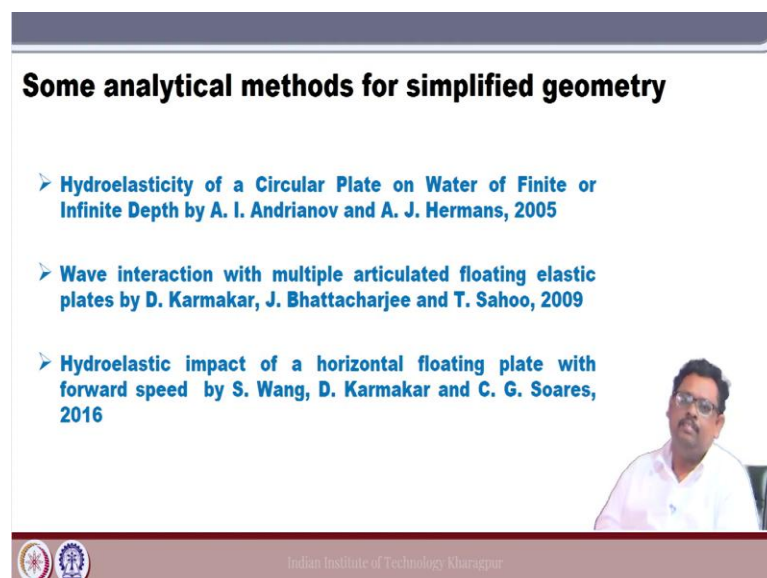 Some analytical methods for simplified geometry
Hydroelasticity of a Circular Plate on Water of Finite or
Infinite Depth by A. I. Andrianov and A. J. Hermans, 2005
Wave interaction with multiple articulated floating elastic
plates by D. Karmakar, J. Bhattacharjee and T. Sahoo, 2009
Hydroelastic impact of a horizontal floating plate with
forward speed by S. Wang, D. Karmakar and C. G. Soares,
2016
Indian Institute of Technology Kharagpur